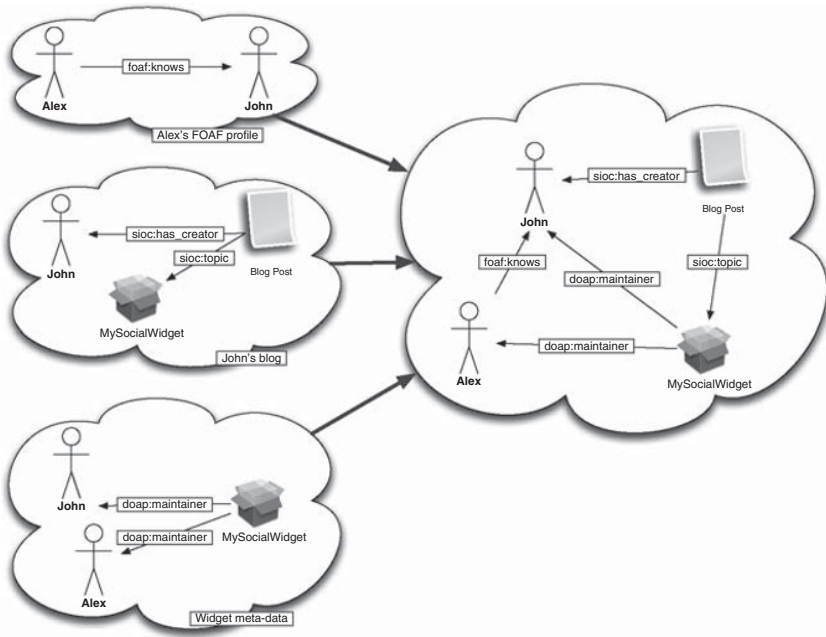 foaf:knows
Alex
John
Alex's FOAF profile
John
sioc:has_creator
sioc:topic
Blog Post
MySocialWidget
John's blog
John
doap:maintainer
doap:maintainer
MySocialWidget
Alex
Widget meta-data
sioc:has_creator
John
Blog Post
foaf:knows
sioc:topic
doap:maintainer
doap:maintainer
Alex
MySocialWidget